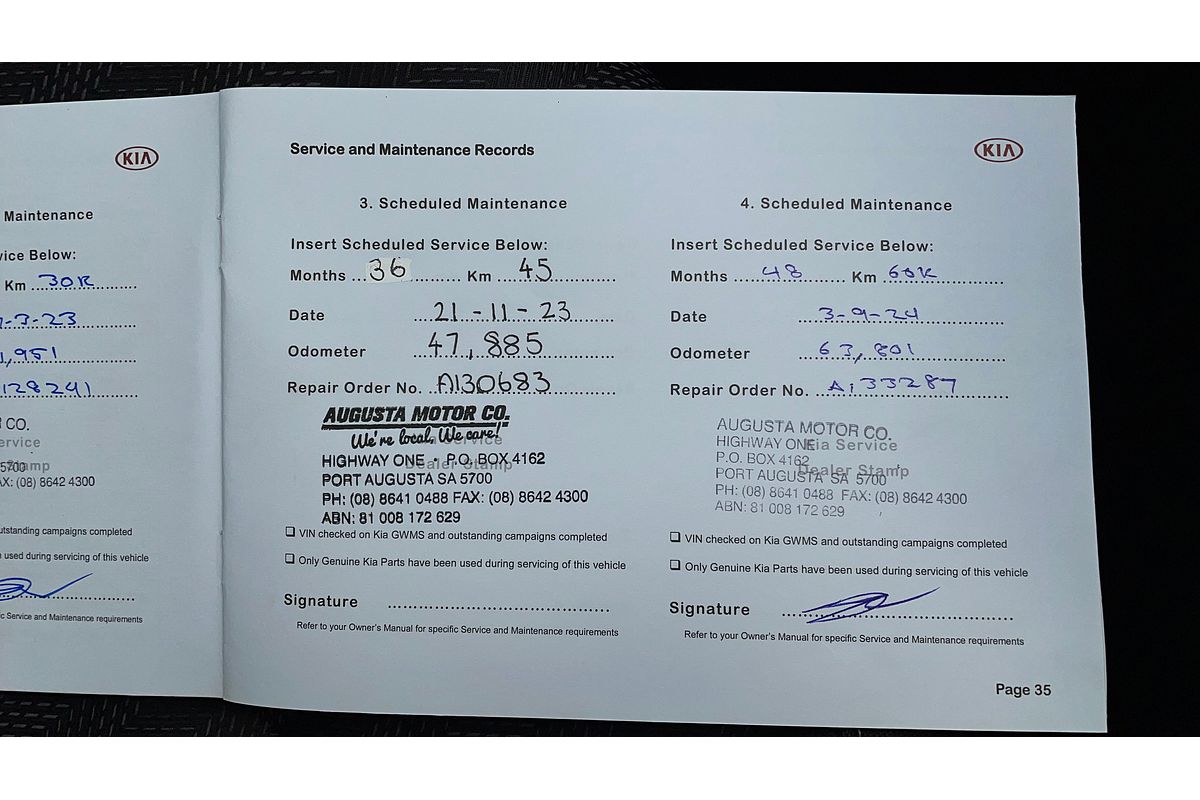 KIA
Maintenance
vice Below:
Km 30K
-3-23
1,951
128241
CO.
ervice
5700 Stamp
AX: (08) 8642 4300
utstanding campaigns completed
used during servicing of this vehicle
c Service and Maintenance requirements
Service and Maintenance Records
KIA
3. Scheduled Maintenance
Insert Scheduled Service Below:
Months 36 Km 45
Date 21-11-23
Odometer 47,885
Repair Order No. A130683
AUGUSTA MOTOR CO.
We're local, We care!
Kia Service
HIGHWAY ONE • P.O. BOX 4162
Dealer Stamp
PORT AUGUSTA SA 5700
PH: (08) 8641 0488 FAX: (08) 8642 4300
ABN: 81 008 172 629
❑ VIN checked on Kia GWMS and outstanding campaigns completed
❑ Only Genuine Kia Parts have been used during servicing of this vehicle
Signature
Refer to your Owner's Manual for specific Service and Maintenance requirements
4. Scheduled Maintenance
Insert Scheduled Service Below:
Months 48 Km 60K
Date 3-9-24
Odometer 63,801
Repair Order No. A133287
AUGUSTA MOTOR CO.
HIGHWAY ONE
Kia Service
P.O. BOX 4162
Dealer Stamp
PORT AUGUSTA SA 5700
PH: (08) 8641 0488 FAX: (08) 8642 4300
ABN: 81 008 172 629
❑ VIN checked on Kia GWMS and outstanding campaigns completed
❑ Only Genuine Kia Parts have been used during servicing of this vehicle
Signature
Refer to your Owner's Manual for specific Service and Maintenance requirements
Page 35